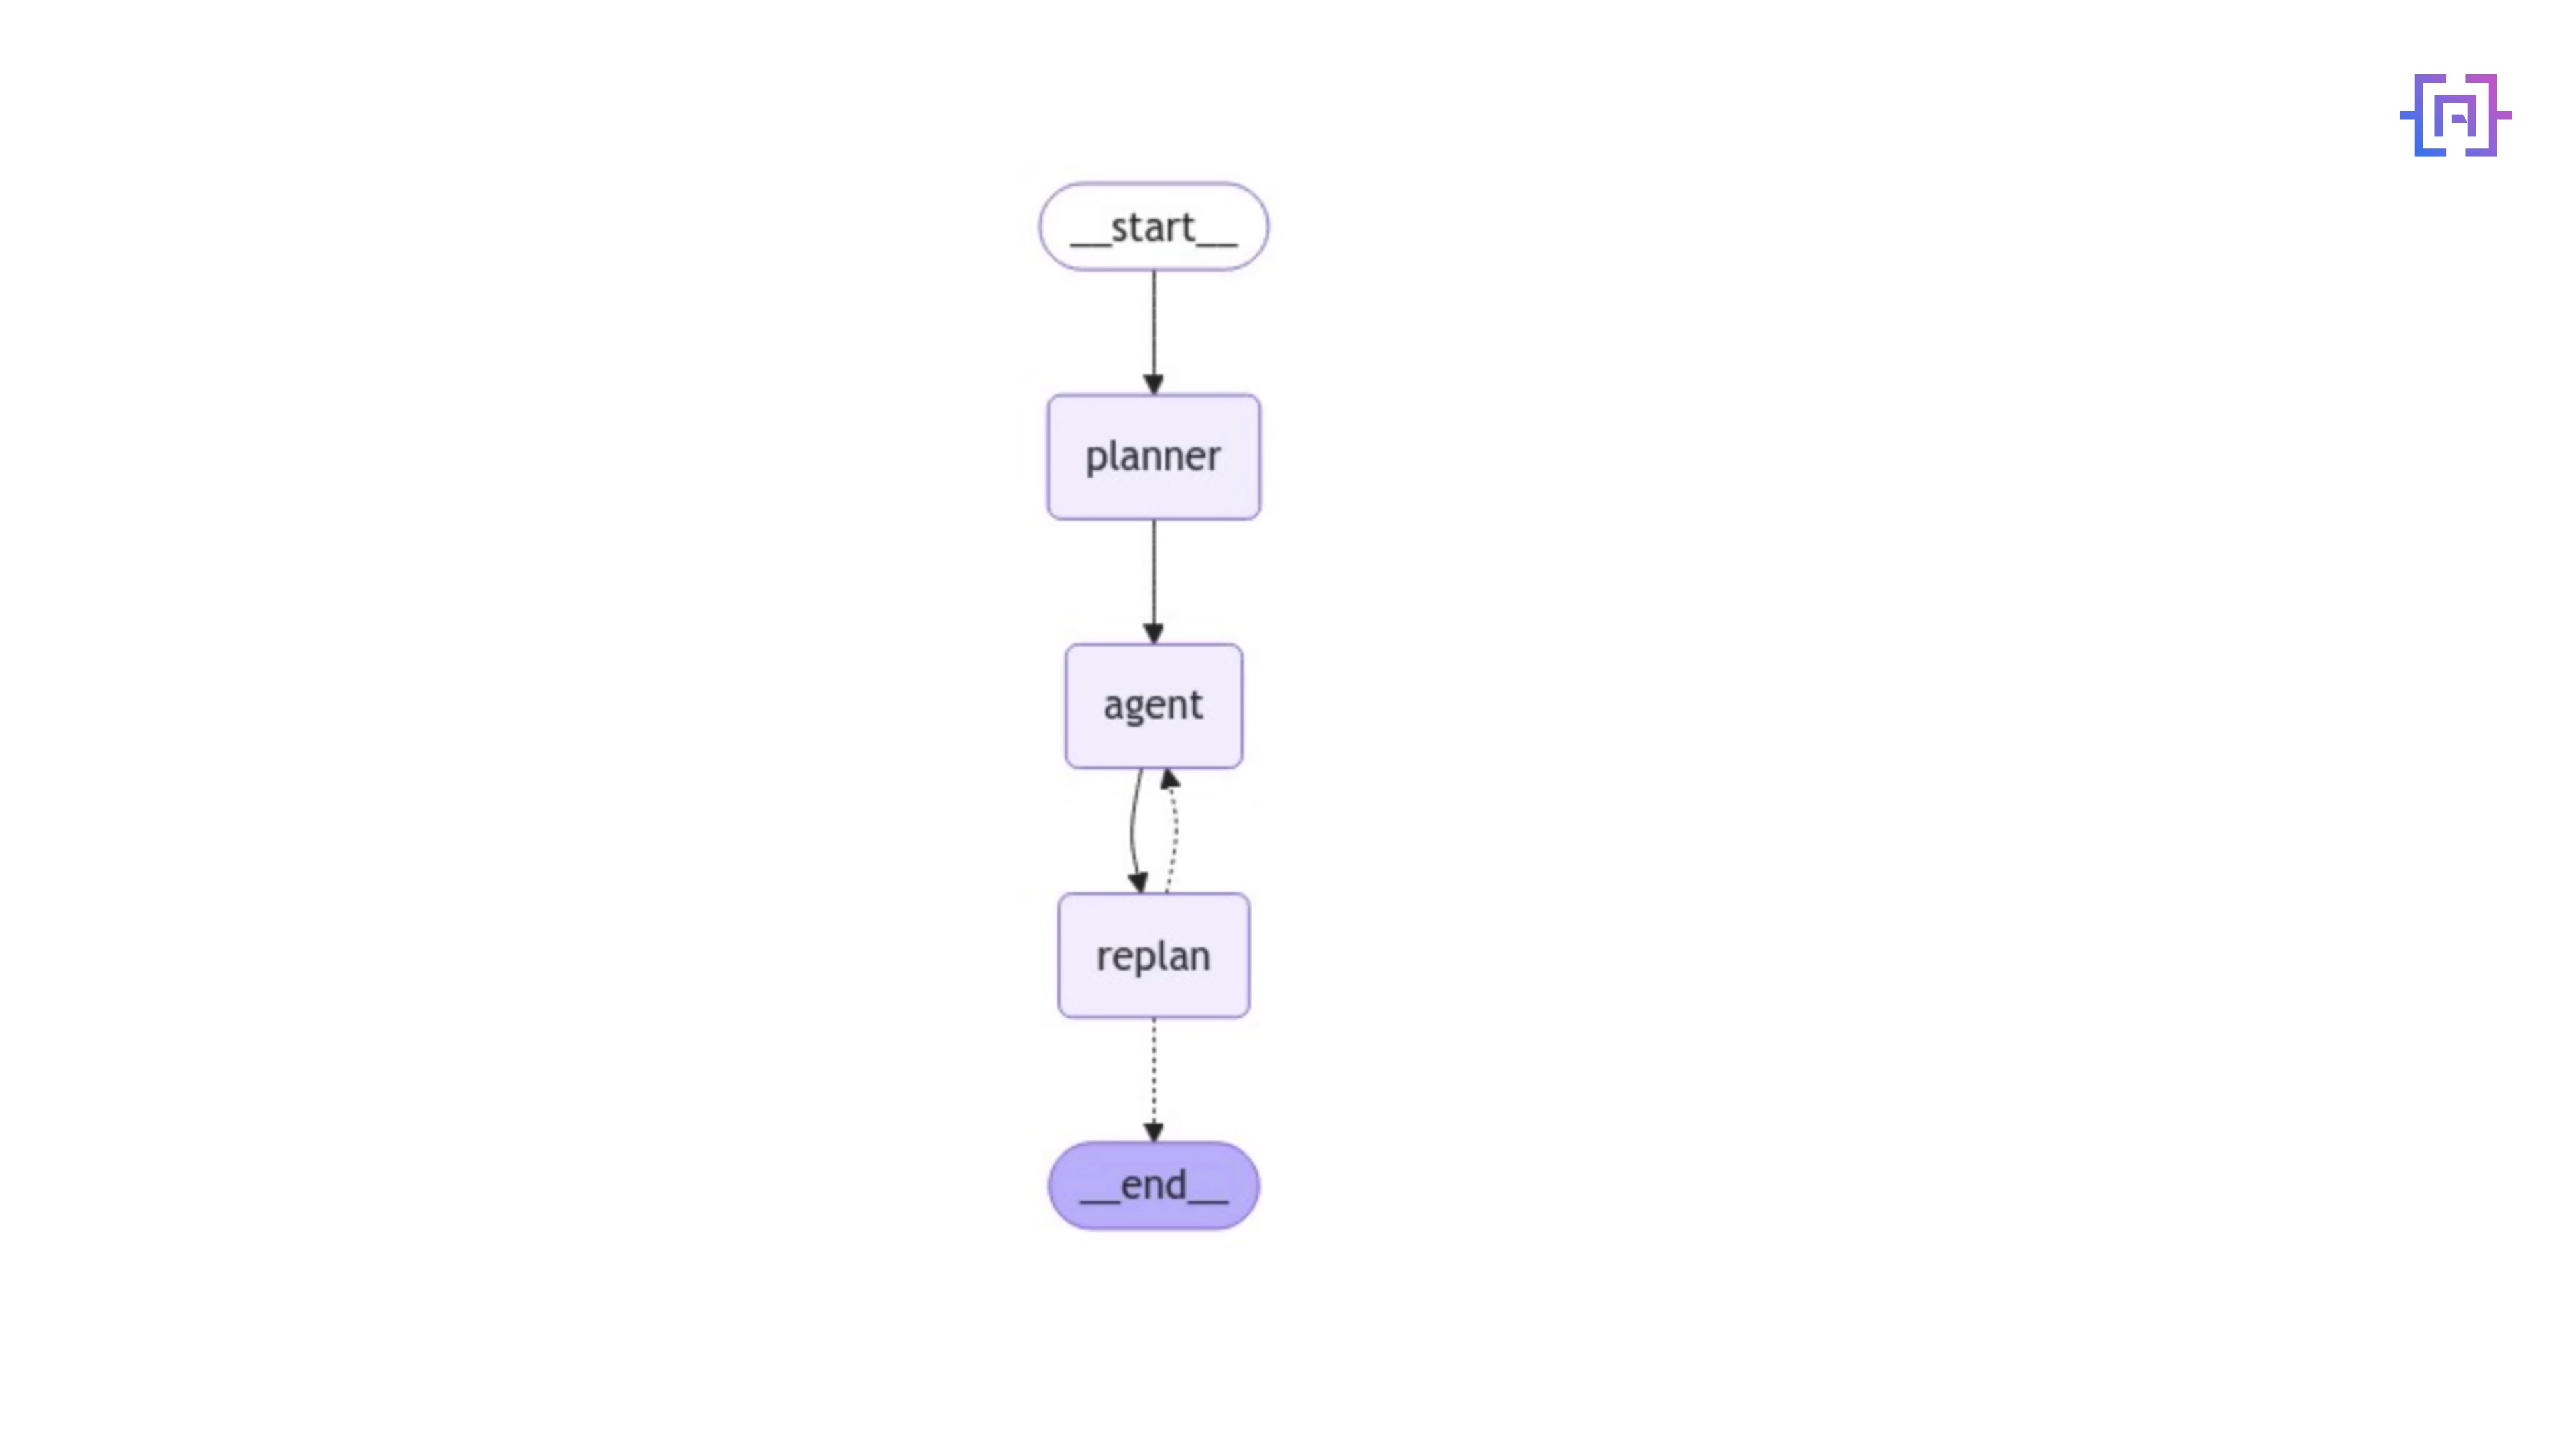 __start__
planner
agent
replan
__end__